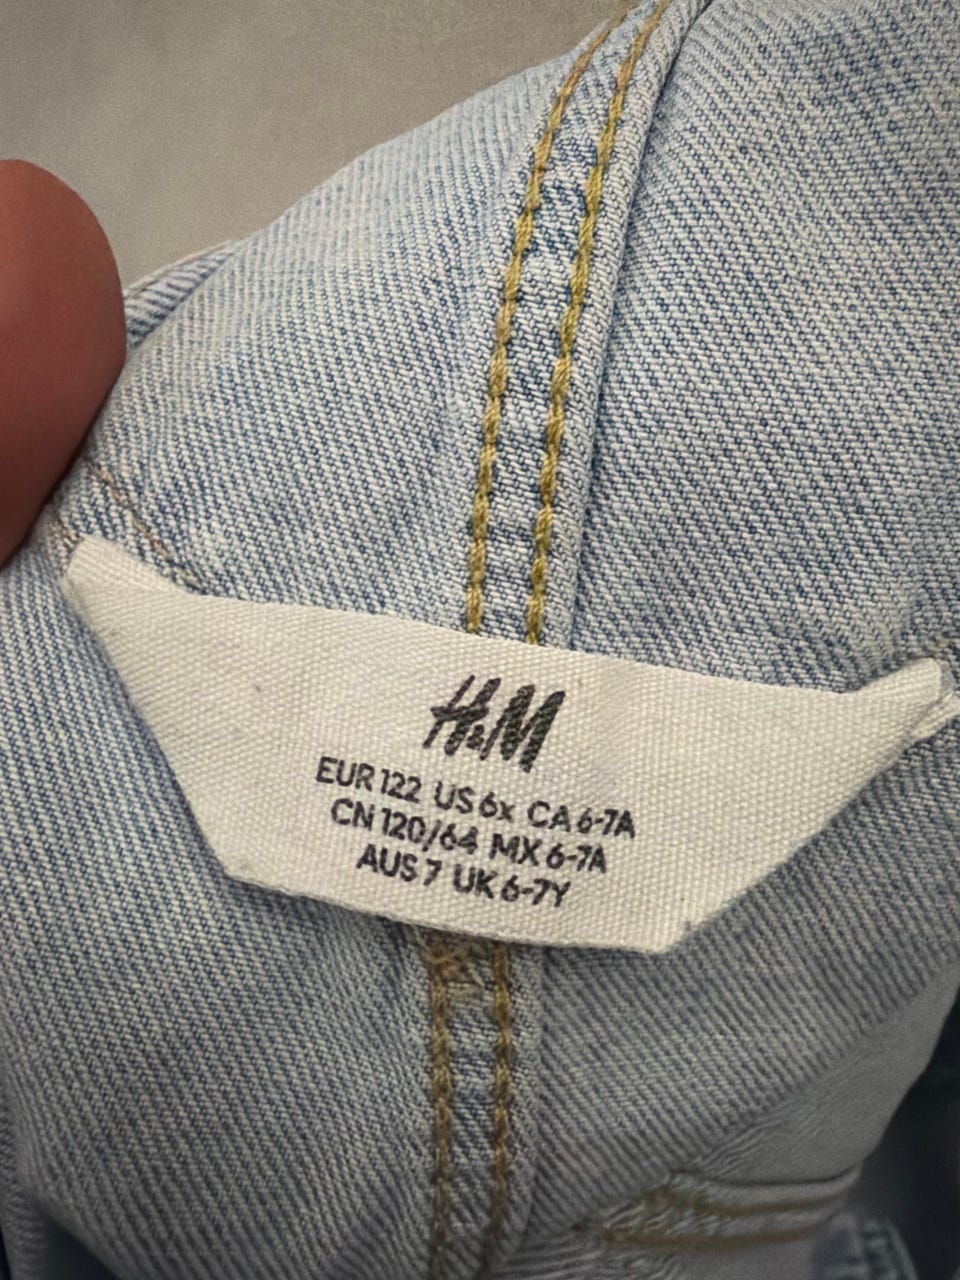 H&M
EUR 122 US 6x CA 6-7A
CN 120/64 MX 6-7A
AUS 7 UK 6-7Y